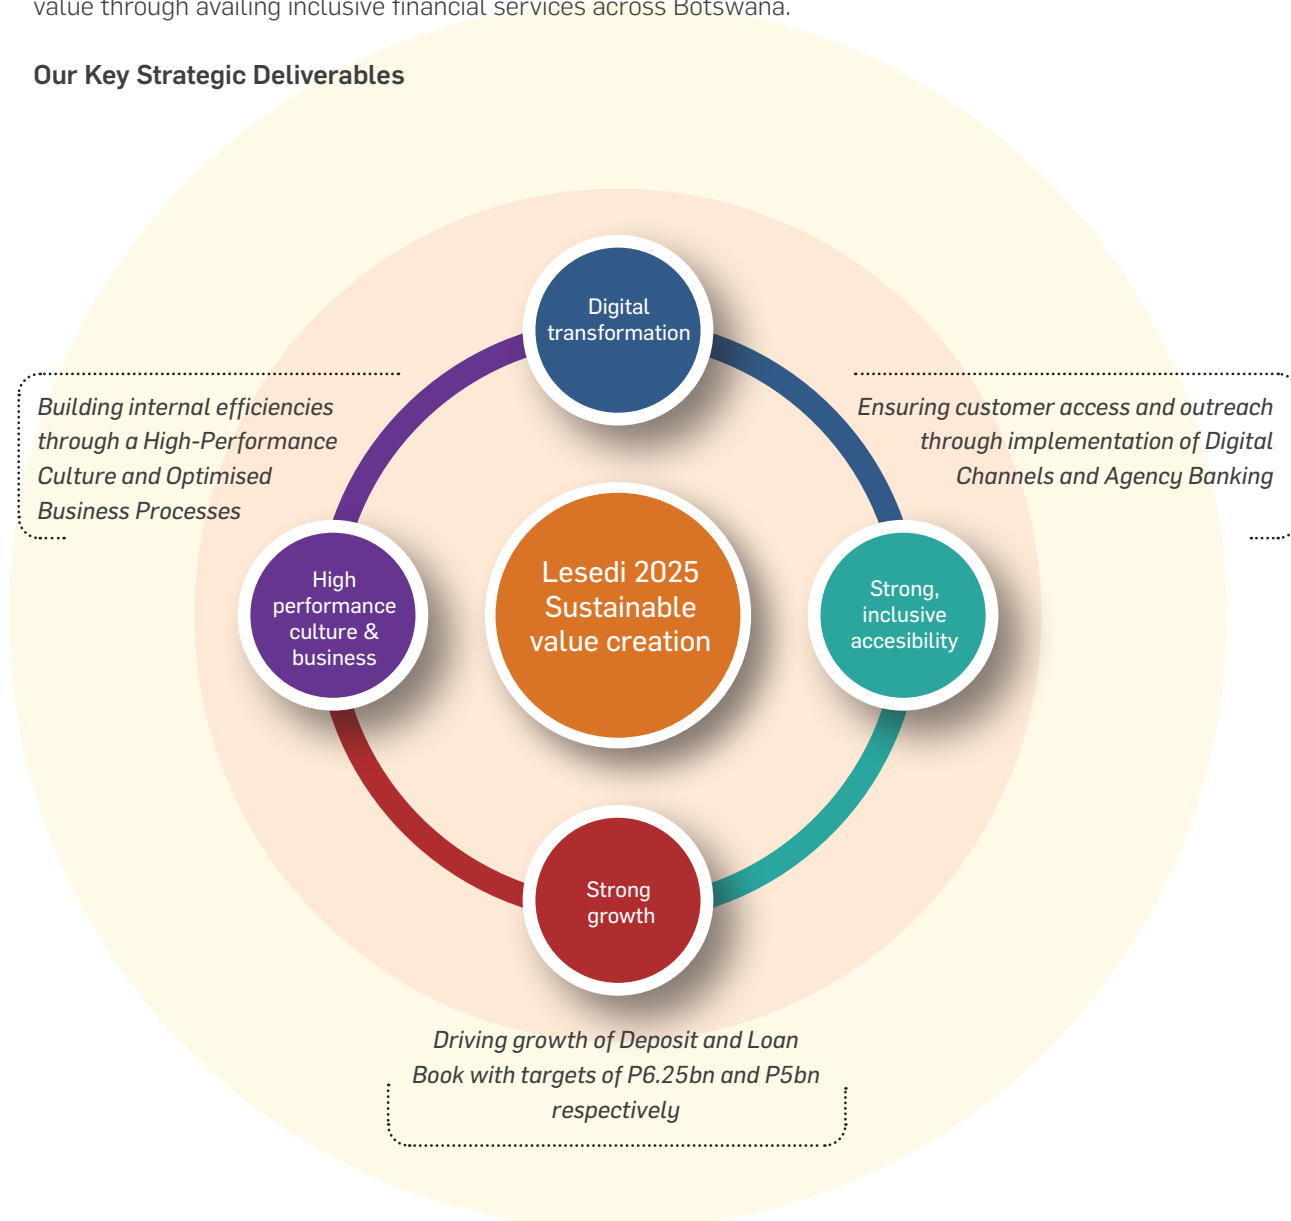 value through availing inclusive financial services across Botswana.
Our Key Strategic Deliverables
Digital
transformation
Building internal efficiencies
through a High-Performance
Culture and Optimised
Business Processes
Ensuring customer access and outreach
through implementation of Digital
Channels and Agency Banking
High
performance
culture &
business
Lesedi 2025
Sustainable
value creation
Strong,
inclusive
accesibility
Strong
growth
Driving growth of Deposit and Loan
Book with targets of P6.25bn and P5bn
respectively